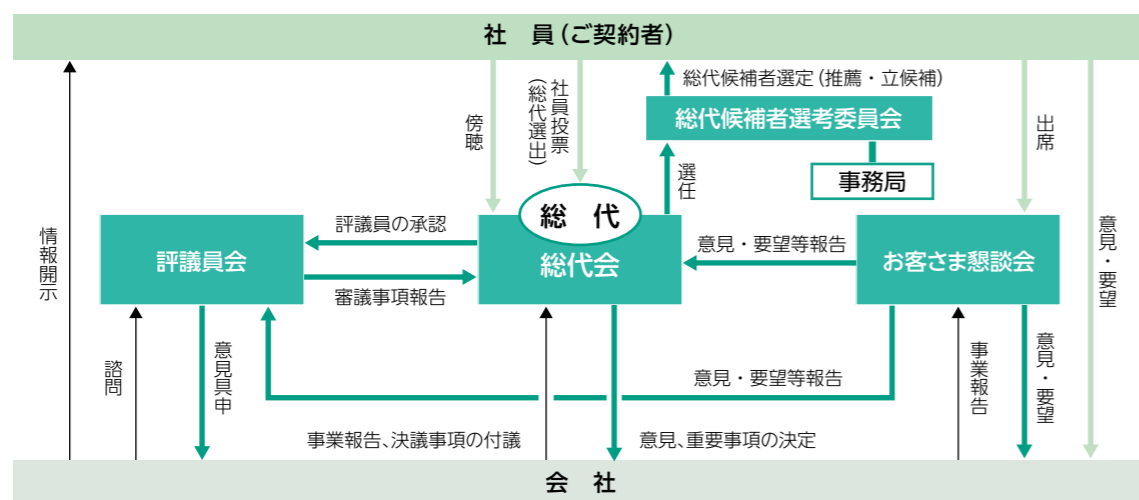 社 員（ご契約者）
総代候補者選定（推薦・立候補）
総代候補者選考委員会
事務局
傍聴
社員投票
（総代選出）
選任
出席
情報開示
意見・要望
総 代
総代会
評議員会
お客さま懇談会
評議員の承認
審議事項報告
意見・要望等報告
諮問
意見具申
意見・要望等報告
事業報告
意見・要望
事業報告、決議事項の付議
意見、重要事項の決定
会 社